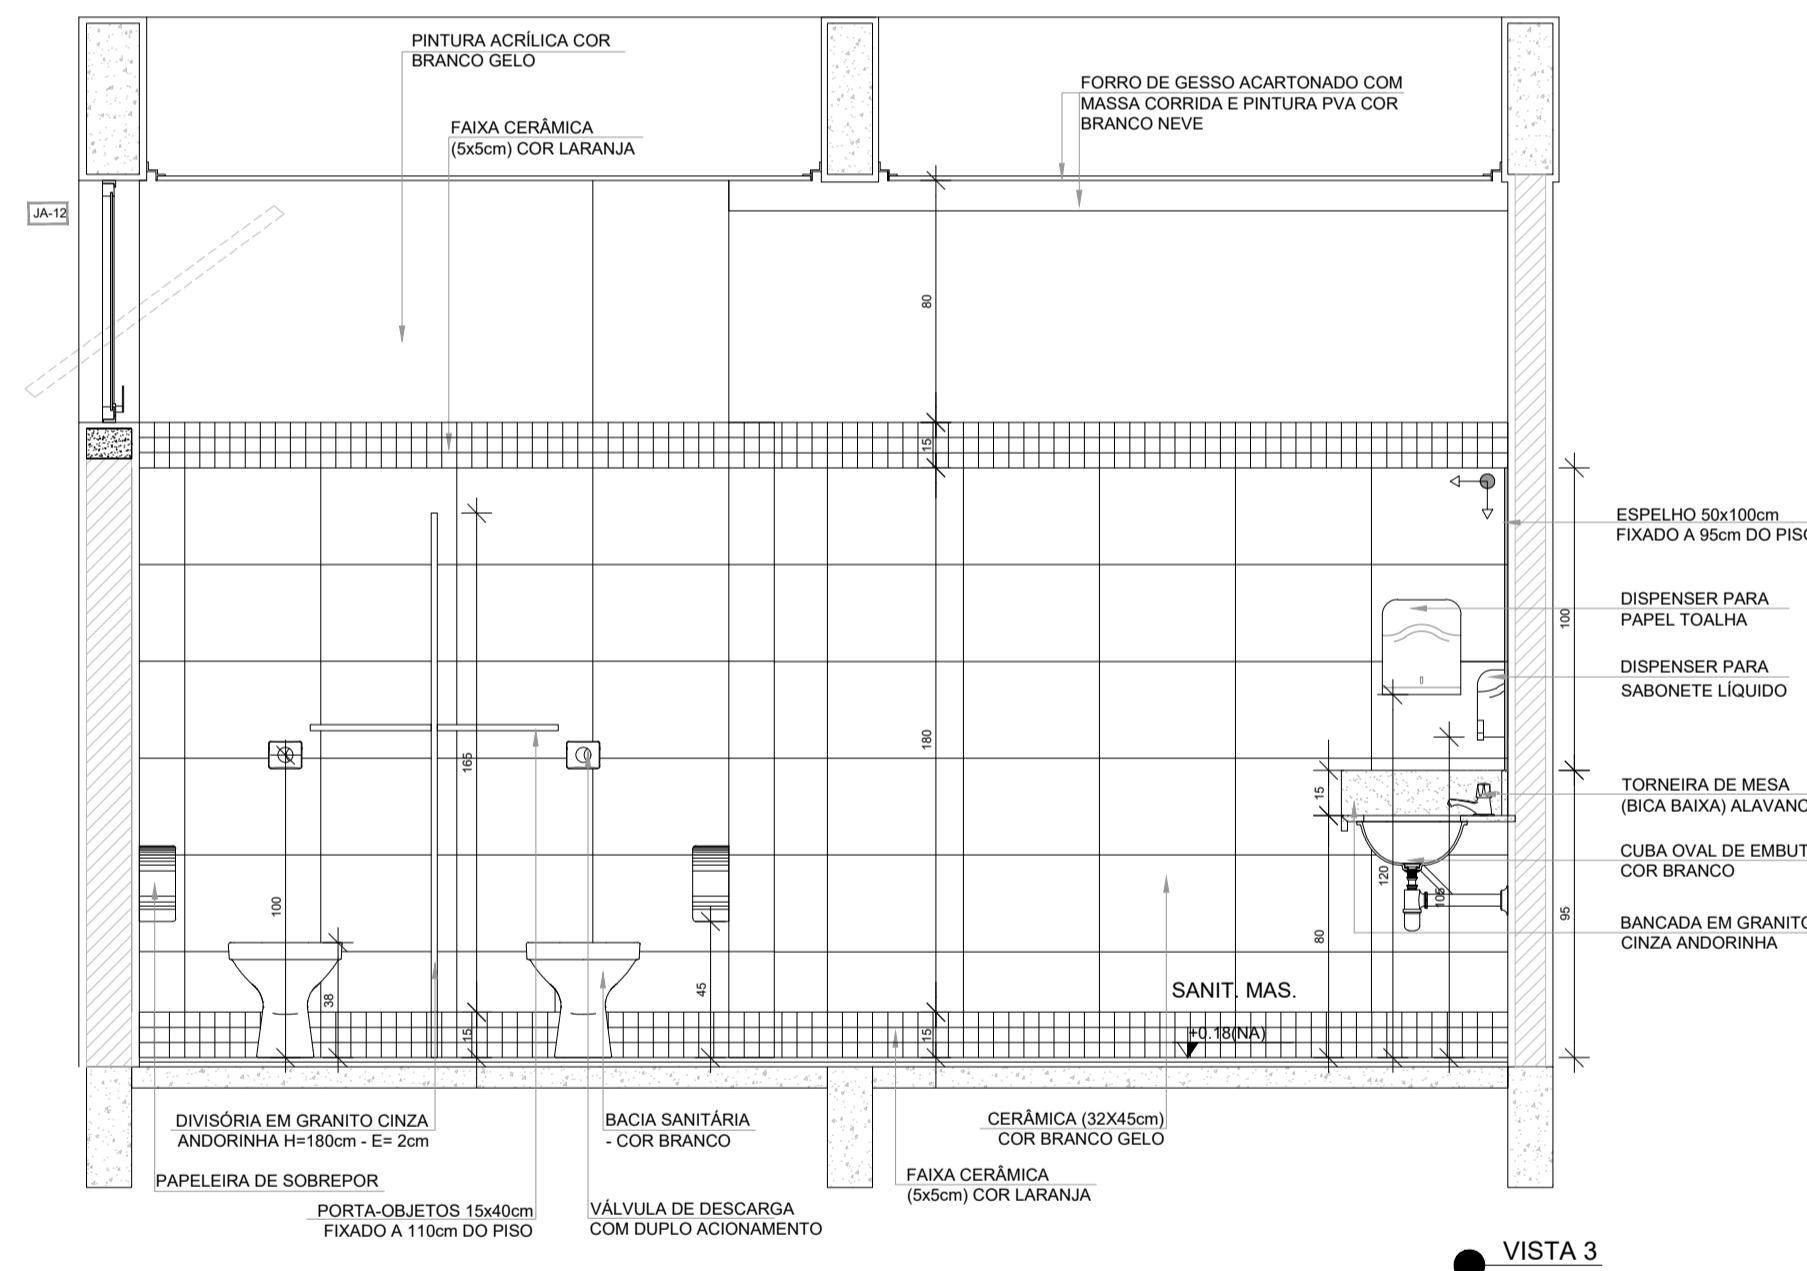 PINTURA ACRÍLICA COR
BRANCO GELO
FORRO DE GESSO ACARTONADO COM
MASSA CORRIDA E PINTURA PVA COR
BRANCO NEVE
FAIXA CERÂMICA
(5x5cm) COR LARANJA
JA-12
80
15
ESPELHO 50x100cm
FIXADO A 95cm DO PISO
DISPENSER PARA
PAPEL TOALHA
100
DISPENSER PARA
SABONETE LÍQUIDO
180
165
15
TORNEIRA DE MESA
(BICA BAIXA) ALAVANC
CUBA OVAL DE EMBUT
COR BRANCO
120
105
100
95
BANCADA EM GRANITO
CINZA ANDORINHA
80
45
38
SANIT. MAS.
+0.18(NA)
15
15
DIVISÓRIA EM GRANITO CINZA
ANDORINHA H=180cm - E= 2cm
BACIA SANITÁRIA
- COR BRANCO
CERÂMICA (32X45cm)
COR BRANCO GELO
PAPELEIRA DE SOBREPOR
FAIXA CERÂMICA
(5x5cm) COR LARANJA
PORTA-OBJETOS 15x40cm
FIXADO A 110cm DO PISO
VÁLVULA DE DESCARGA
COM DUPLO ACIONAMENTO
VISTA 3